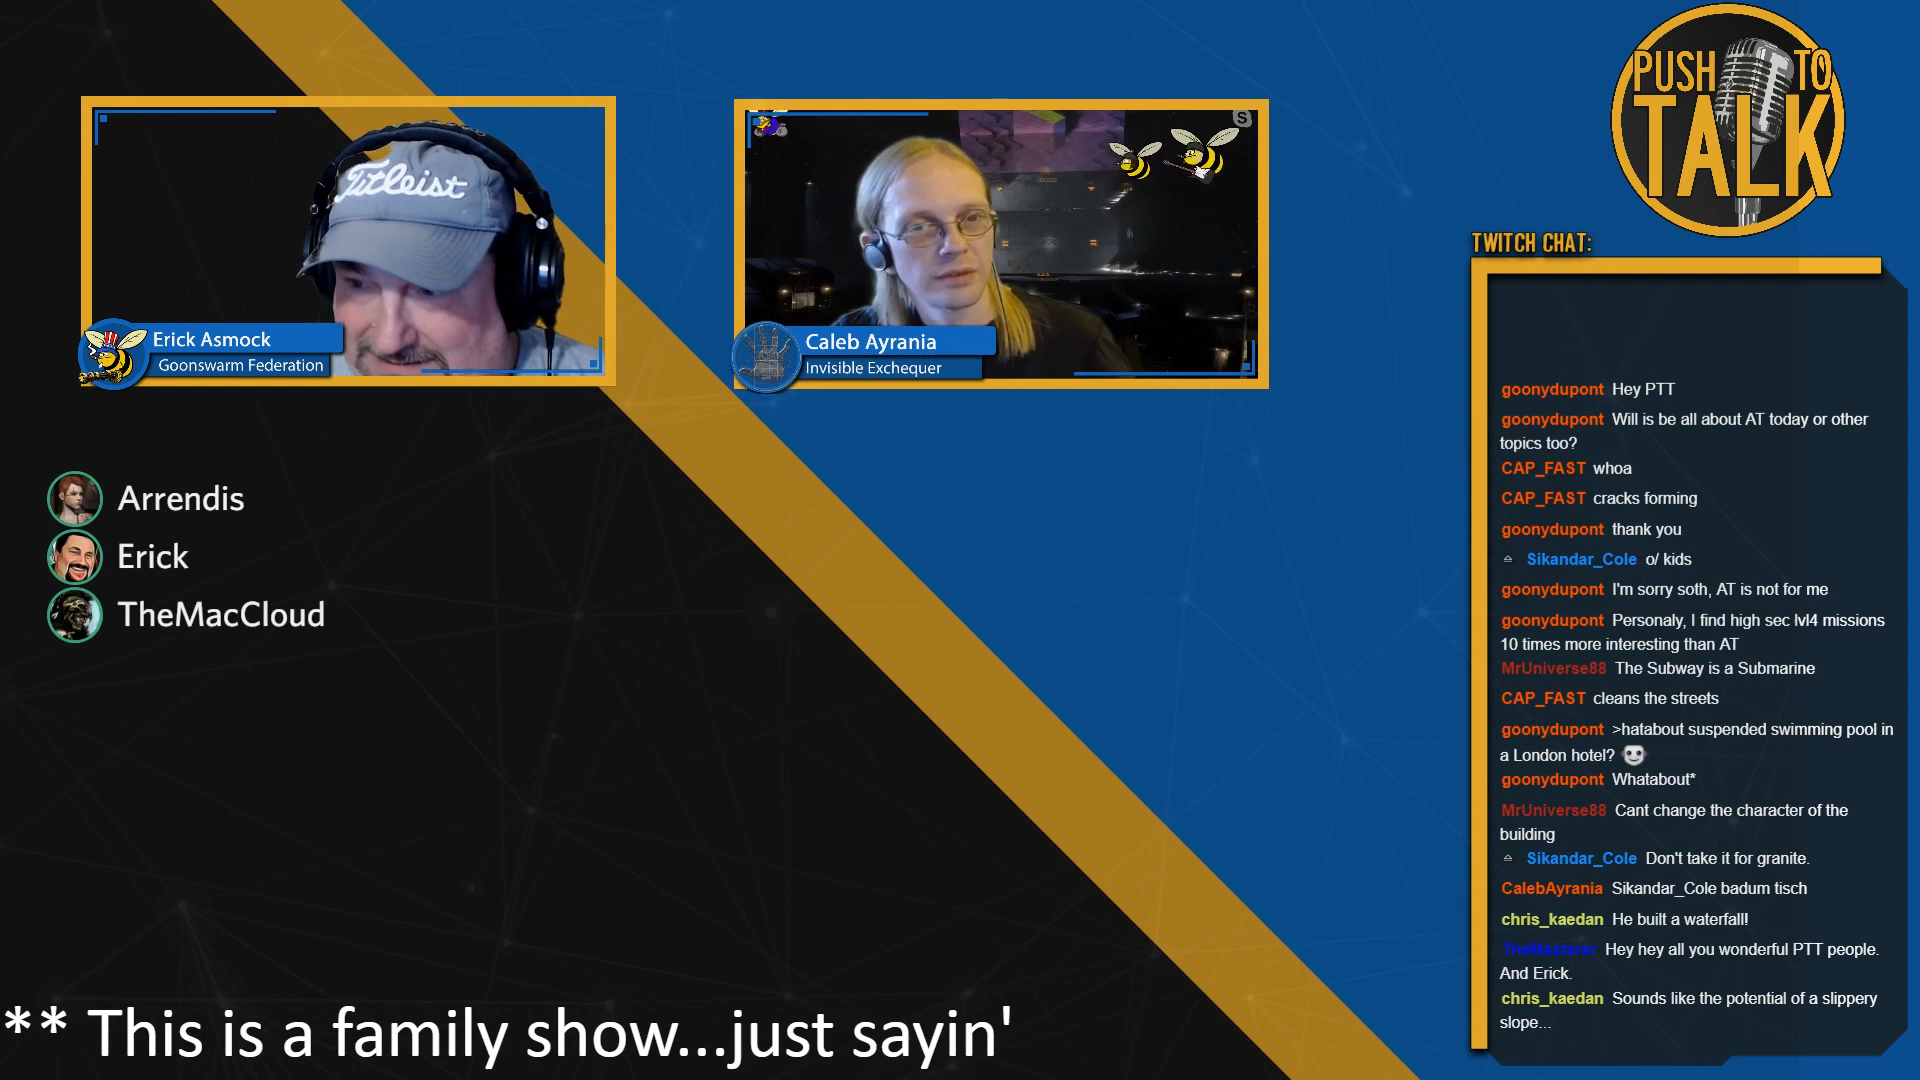 PUSH TO
TALK
Titleist
S
Erick Asmock
Goonswarm Federation
Caleb Ayrania
Invisible Exchequer
Arrendis
Erick
TheMacCloud
** This is a family show...just sayin'
TWITCH CHAT:
goonydupont Hey PTT
goonydupont Will is be all about AT today or other
topics too?
CAP_FAST whoa
CAP_FAST cracks forming
goonydupont thank you
Sikandar_Cole o/ kids
goonydupont I'm sorry soth, AT is not for me
goonydupont Personaly, I find high sec lvl4 missions
10 times more interesting than AT
MrUniverse88 The Subway is a Submarine
CAP_FAST cleans the streets
goonydupont >hatabout suspended swimming pool in
a London hotel?
goonydupont Whatabout*
MrUniverse88 Cant change the character of the
building
Sikandar_Cole Don't take it for granite.
CalebAyrania Sikandar_Cole badum tisch
chris_kaedan He built a waterfall!
TheMasterer Hey hey all you wonderful PTT people.
And Erick.
chris_kaedan Sounds like the potential of a slippery
slope...